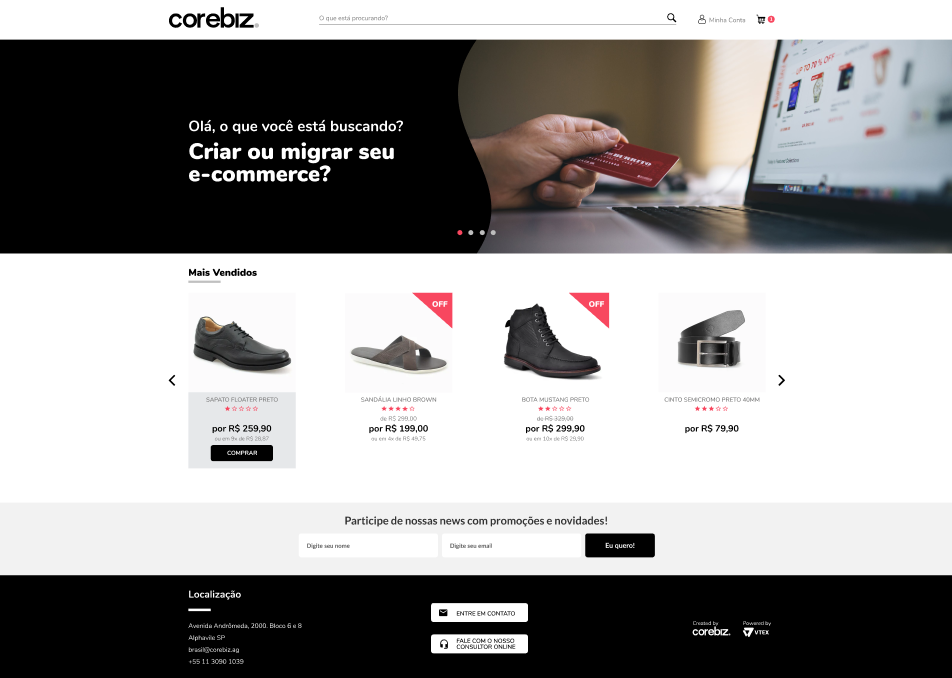 corebiz.
O que está procurando?
Minha Conta
1
UP TO 70 % OFF
Olá, o que você está buscando?
Criar ou migrar seu
e-commerce?
Mais Vendidos
OFF
OFF
SAPATO FLOATER PRETO
SANDÁLIA LINHO BROWN
BOTA MUSTANG PRETO
CINTO SEMICROMO PRETO 40MM
de R$ 299,00
de R$ 329,00
por R$ 259,90
por R$ 199,00
por R$ 299,90
por R$ 79,90
ou em 9x de R$ 28,87
ou em 4x de R$ 49,75
ou em 10x de R$ 29,90
COMPRAR
Participe de nossas news com promoções e novidades!
Digite seu nome
Digite seu email
Eu quero!
Localização
Avenida Andrômeda, 2000. Bloco 6 e 8
Alphavile SP
brasil@corebiz.ag
+55 11 3090 1039
ENTRE EM CONTATO
FALE COM O NOSSO
CONSULTOR ONLINE
Created by
corebiz.
Powered by
VTEX